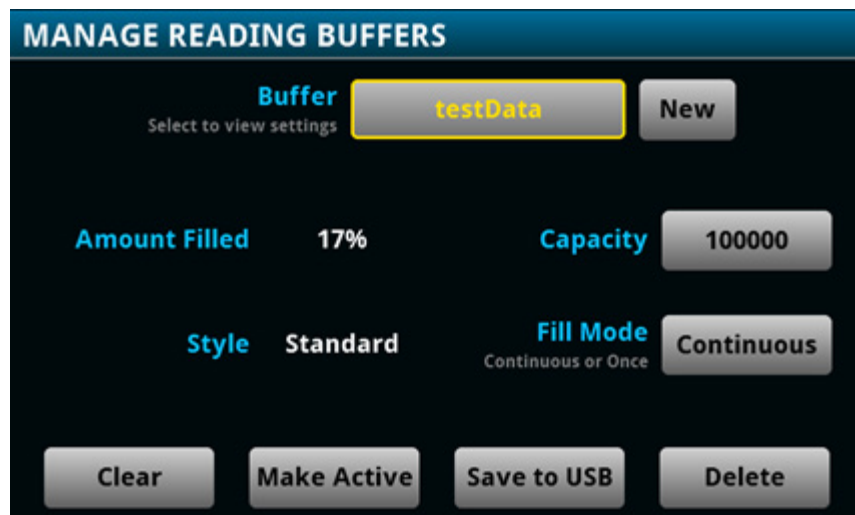 MANAGE READING BUFFERS
Buffer
Select to view settings
testData
New
Amount Filled
17%
Capacity
100000
Style
Standard
Fill Mode
Continuous or Once
Continuous
Clear
Make Active
Save to USB
Delete